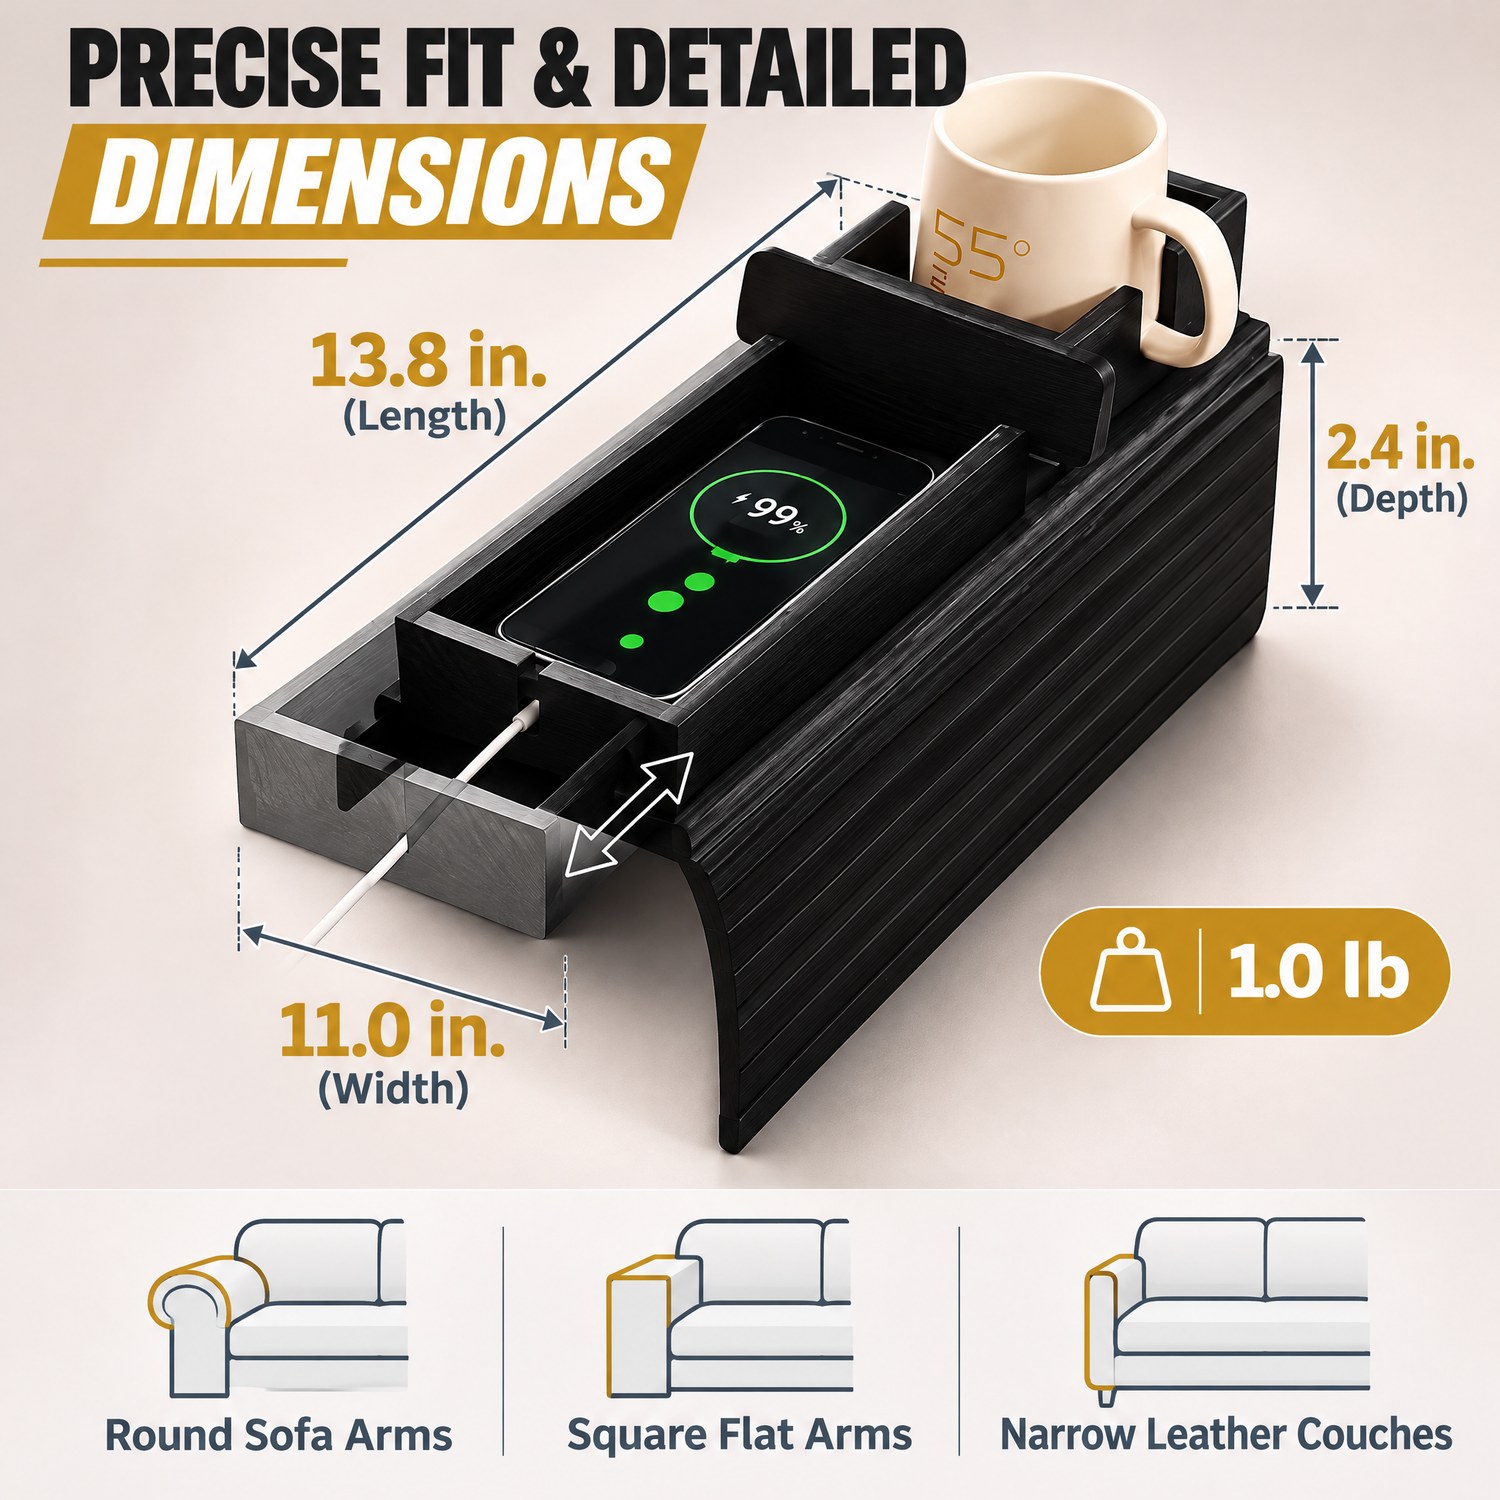 PRECISE FIT & DETAILED
DIMENSIONS
55°
13.8 in.
(Length)
2.4 in.
(Depth)
99%
1.0 lb
11.0 in.
(Width)
Round Sofa Arms
Square Flat Arms
Narrow Leather Couches